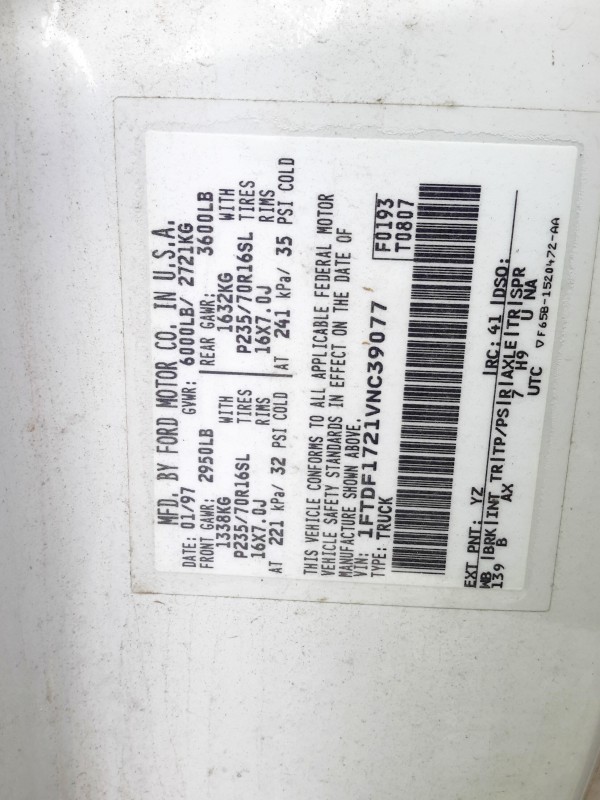 MFD. BY FORD MOTOR CO. IN U.S.A.
DATE: 01/97 GVWR: 6000LB/ 2721KG
FRONT GAWR: 2950LB REAR GAWR: 3600LB
1338KG WITH 1632KG WITH
P235/70R16SL TIRES P235/70R16SL TIRES
16X7.0J RIMS 16X7.0J RIMS
AT 221 kPa/ 32 PSI COLD AT 241 kPa/ 35 PSI COLD
THIS VEHICLE CONFORMS TO ALL APPLICABLE FEDERAL MOTOR
VEHICLE SAFETY STANDARDS IN EFFECT ON THE DATE OF
MANUFACTURE SHOWN ABOVE.
VIN: 1FTDF1721VNC39077 F0193
TYPE: TRUCK T0807
EXT PNT: YZ RC: 41 DSO:
WB BRK INT TR TP/PS R AXLE TR SPR
139 B AX 7 H9 U NA
UTC
▽F65B-1520472-AA